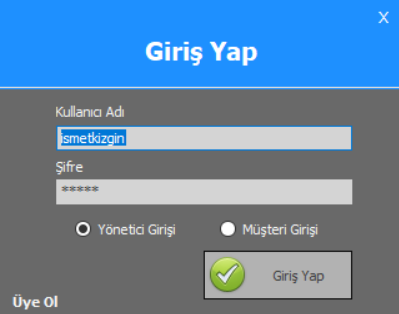 X
Giriş Yap
Kullanıcı Adı
ismetkizgin
Şifre
*****
Yönetici Girişi
Müşteri Girişi
Giriş Yap
Üye Ol